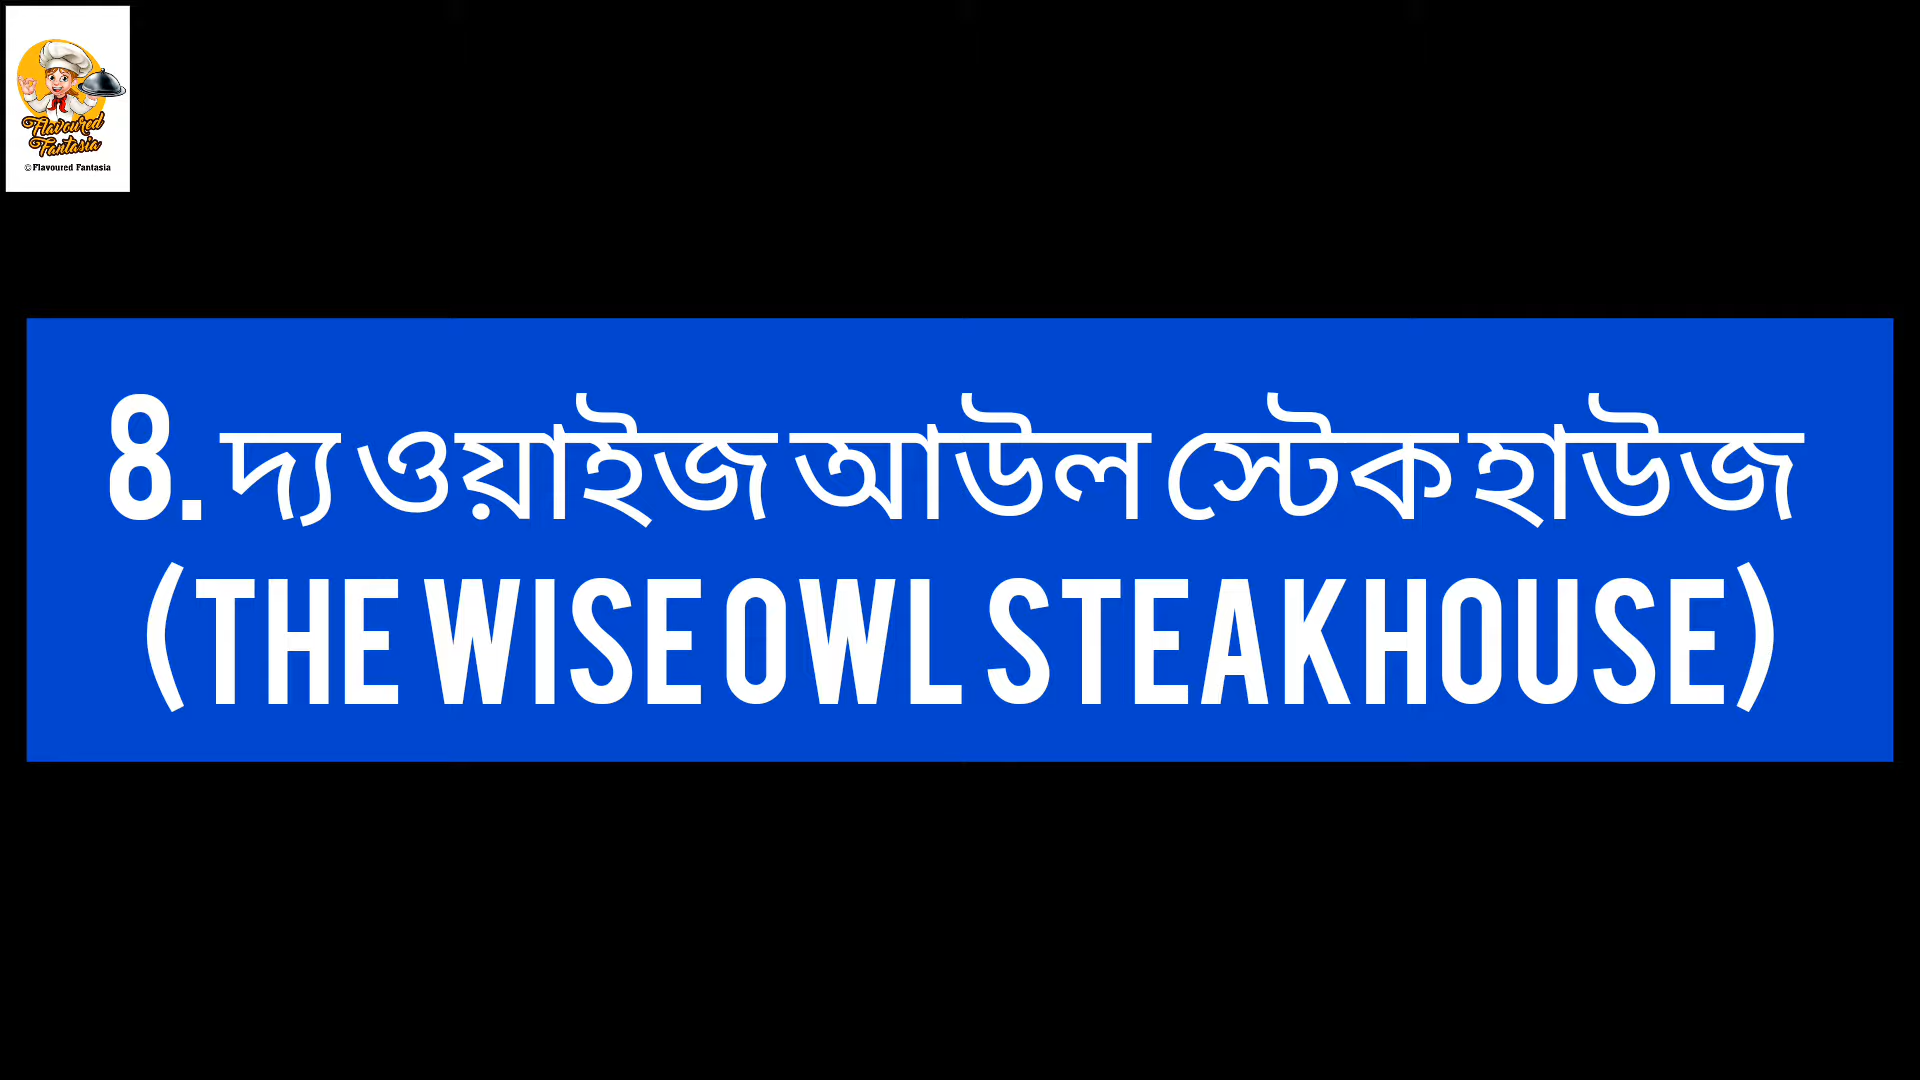 Flavoured
Fantasia
©Flavoured Fantasia
8. দ্য ওয়াইজ আউল স্টেক হাউজ
(THE WISE OWL STEAKHOUSE)